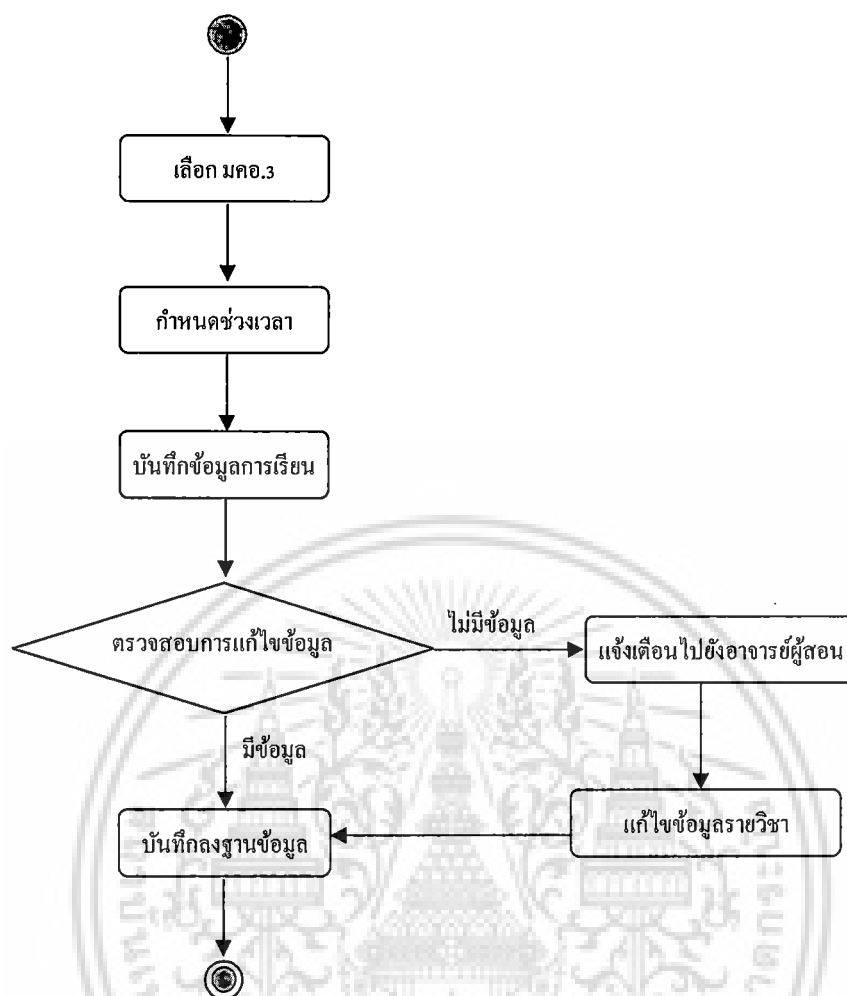 เลือก มคอ.3
กำหนดช่วงเวลา
บันทึกข้อมูลการเรียน
ตรวจสอบการแก้ไขข้อมูล
ไม่มีข้อมูล
แจ้งเตือนไปยังอาจารย์ผู้สอน
มีข้อมูล
แก้ไขข้อมูลรายวิชา
บันทึกลงฐานข้อมูล